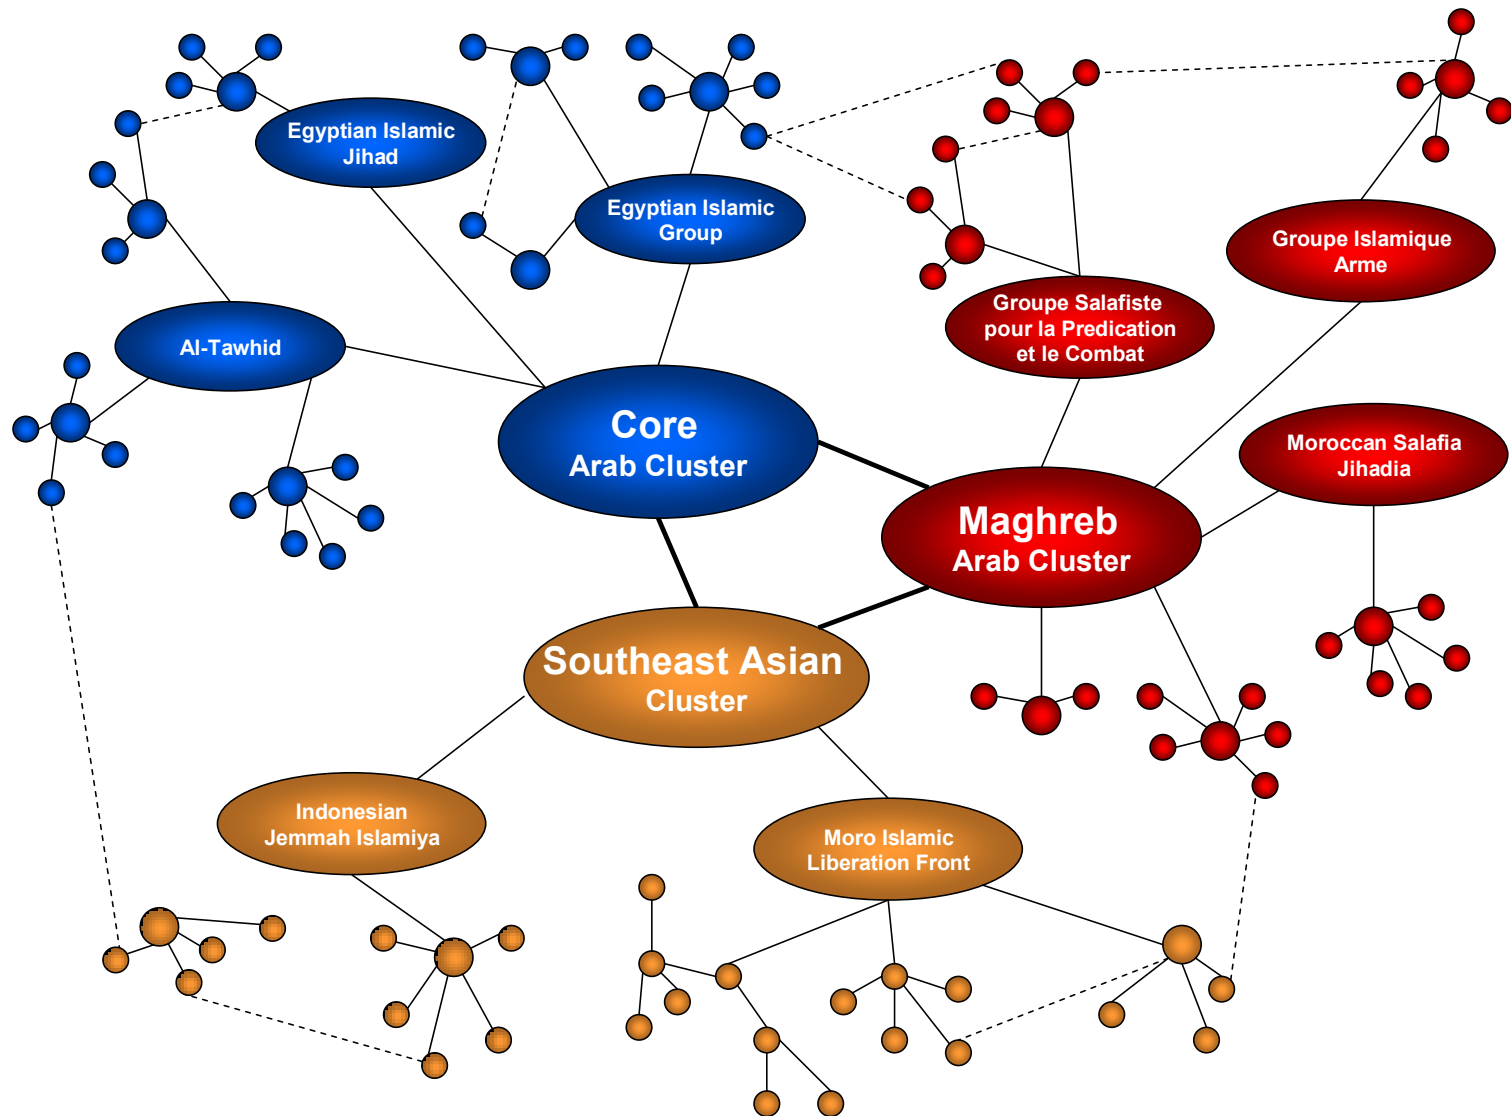 Egyptian Islamic
Jihad
Egyptian Islamic
Group
Groupe Islamique
Arme
Groupe Salafiste
pour la Predication
et le Combat
Al-Tawhid
Core
Arab Cluster
Moroccan Salafia
Jihadia
Maghreb
Arab Cluster
Southeast Asian
Cluster
Indonesian
Jemmah Islamiya
Moro Islamic
Liberation Front